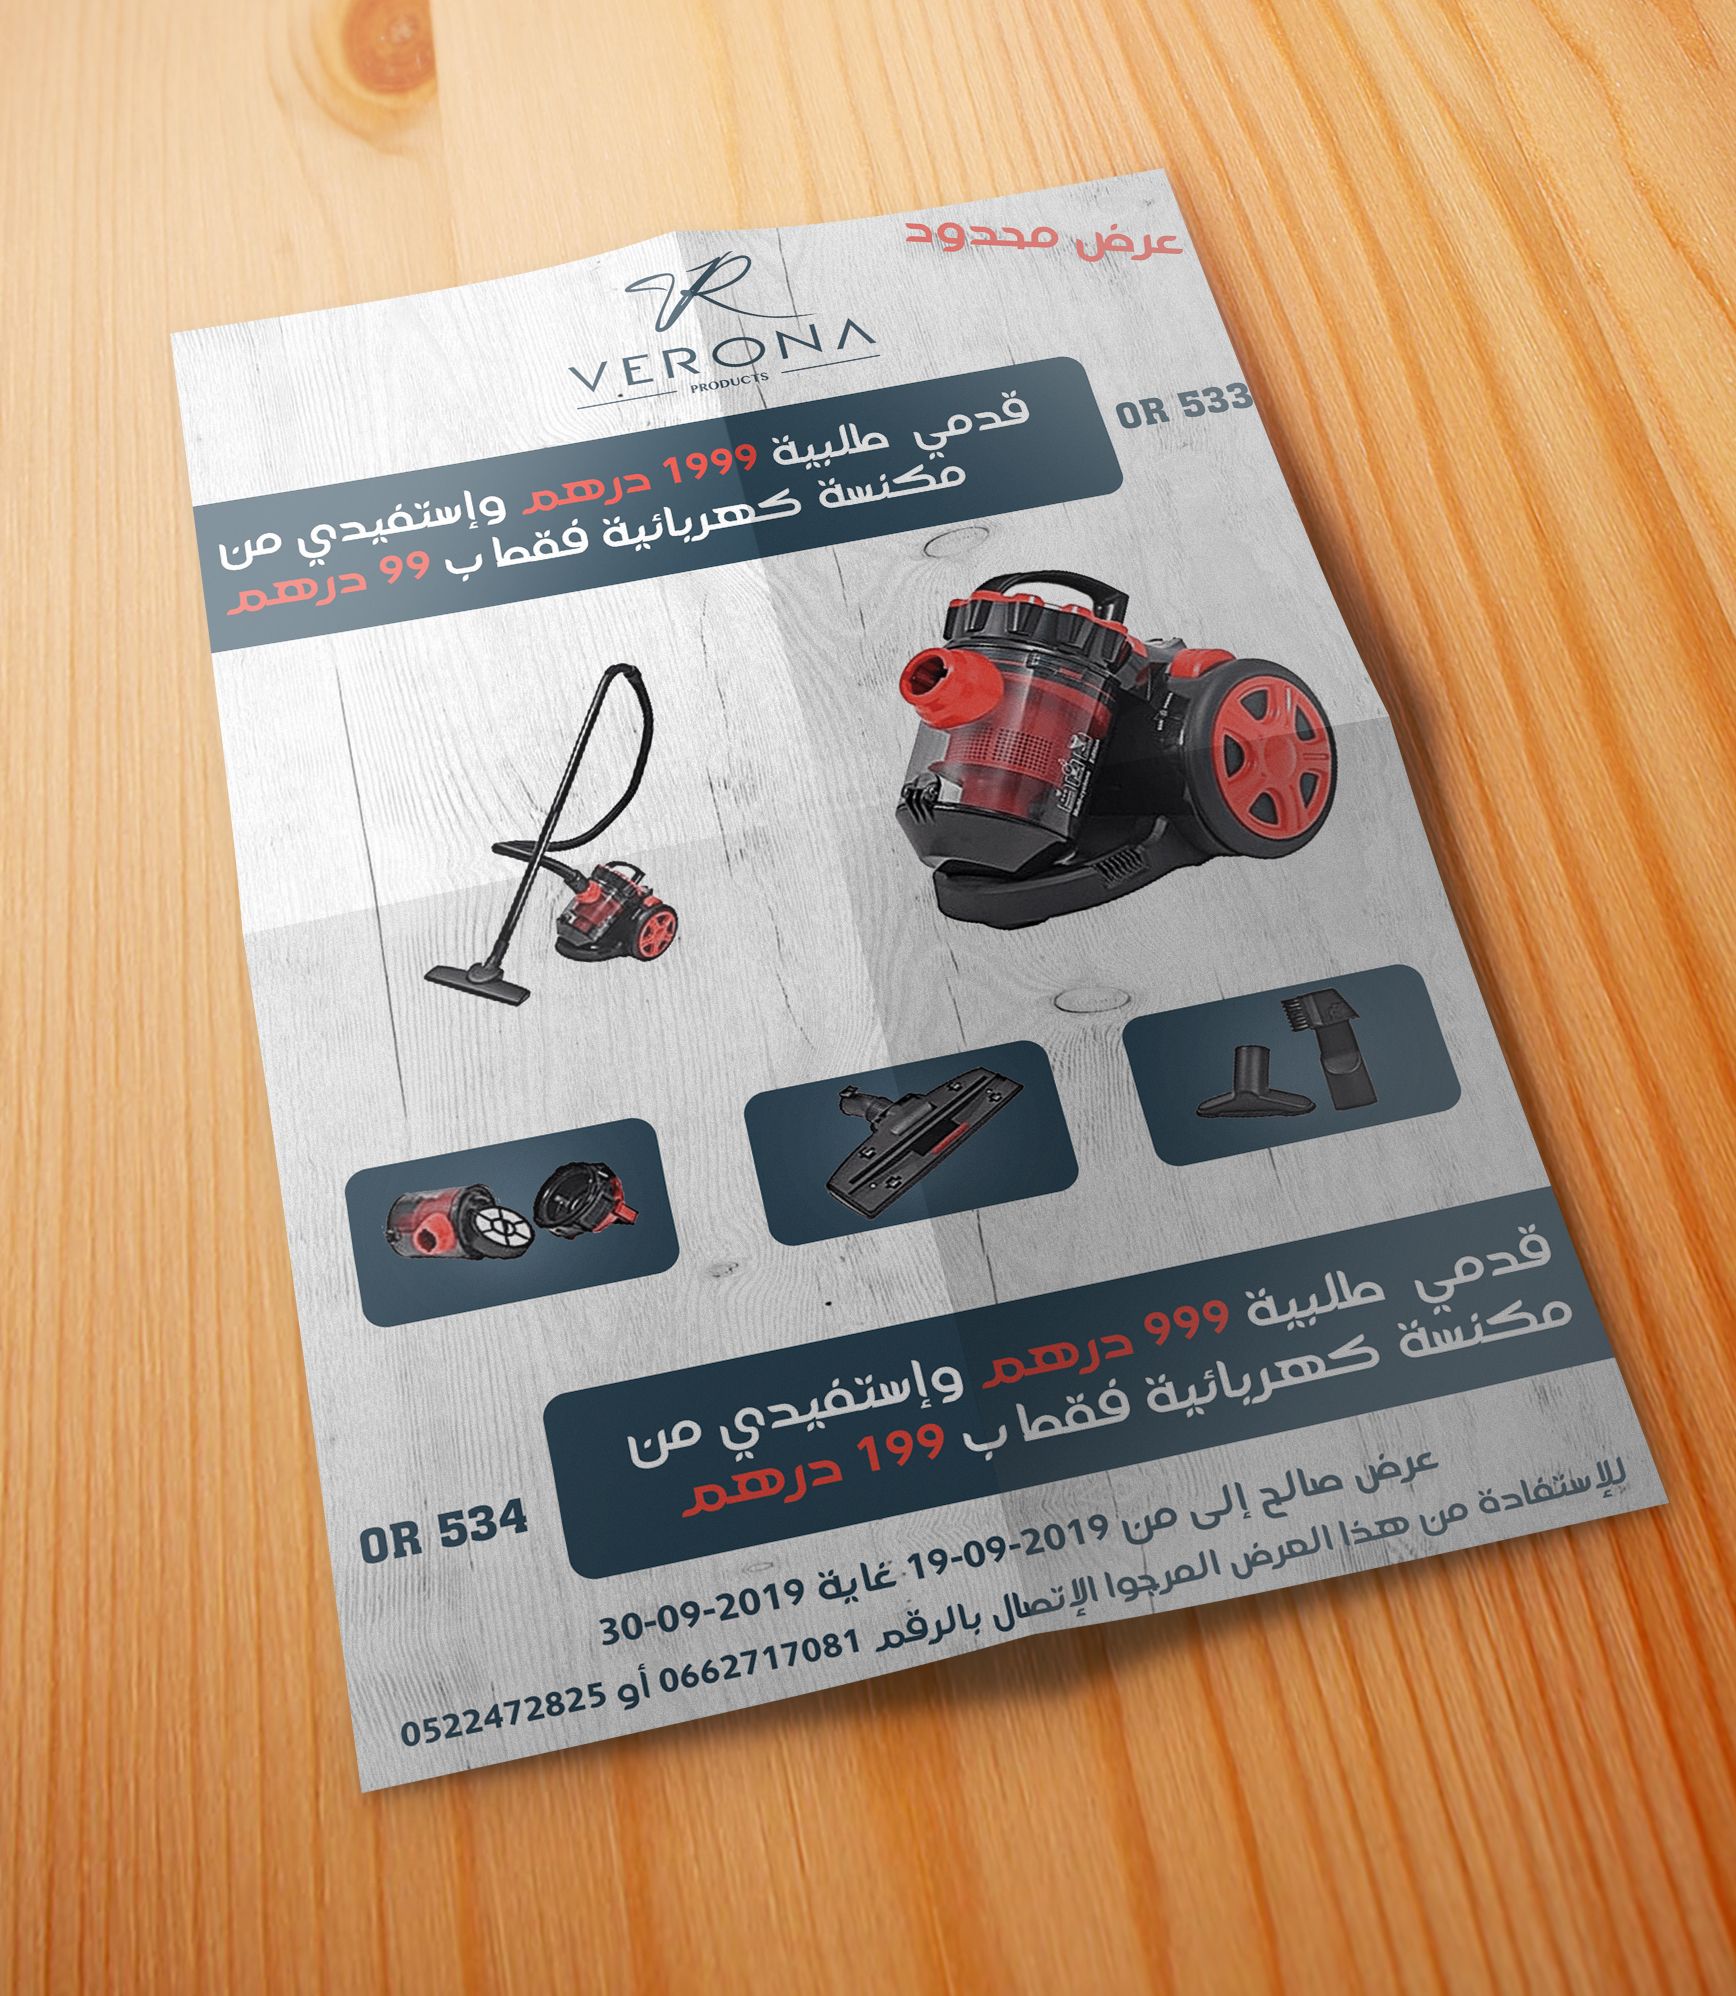 عرض محدود
VR
VERONA
PRODUCTS
OR 533
قدمي طلبية 1999 درهم وإستفيدي من
مكنسة كهربائية فقط ب 99 درهم
قدمي طلبية 999 درهم وإستفيدي من
مكنسة كهربائية فقط ب 199 درهم
OR 534
عرض صالح إلى من 2019-09-19 غاية 2019-09-30
للإستفادة من هذا العرض المرجوا الإتصال بالرقم 0662717081 أو 0522472825